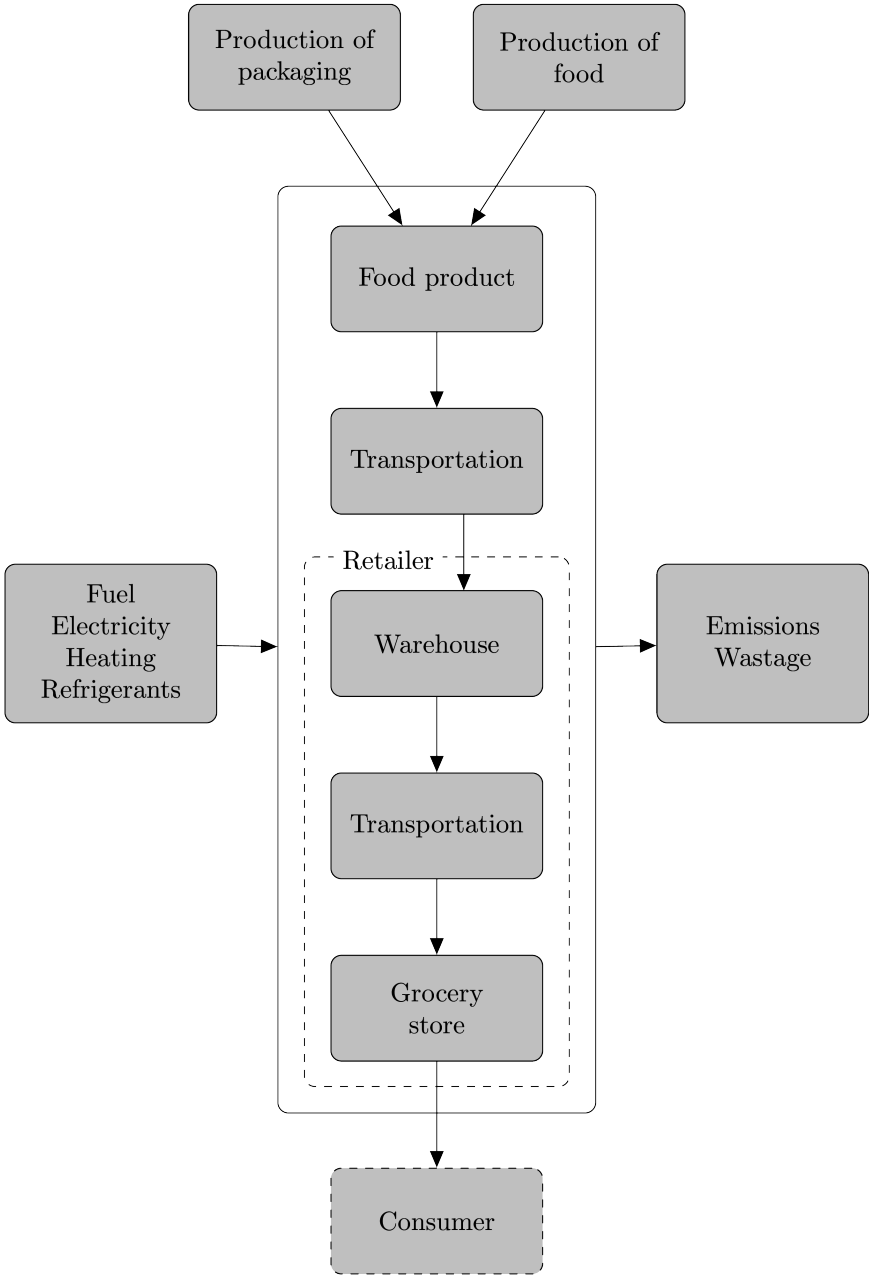 Production of
packaging
Production of
food
Food product
Transportation
Retailer
Fuel
Electricity
Heating
Refrigerants
Warehouse
Emissions
Wastage
Transportation
Grocery
store
Consumer